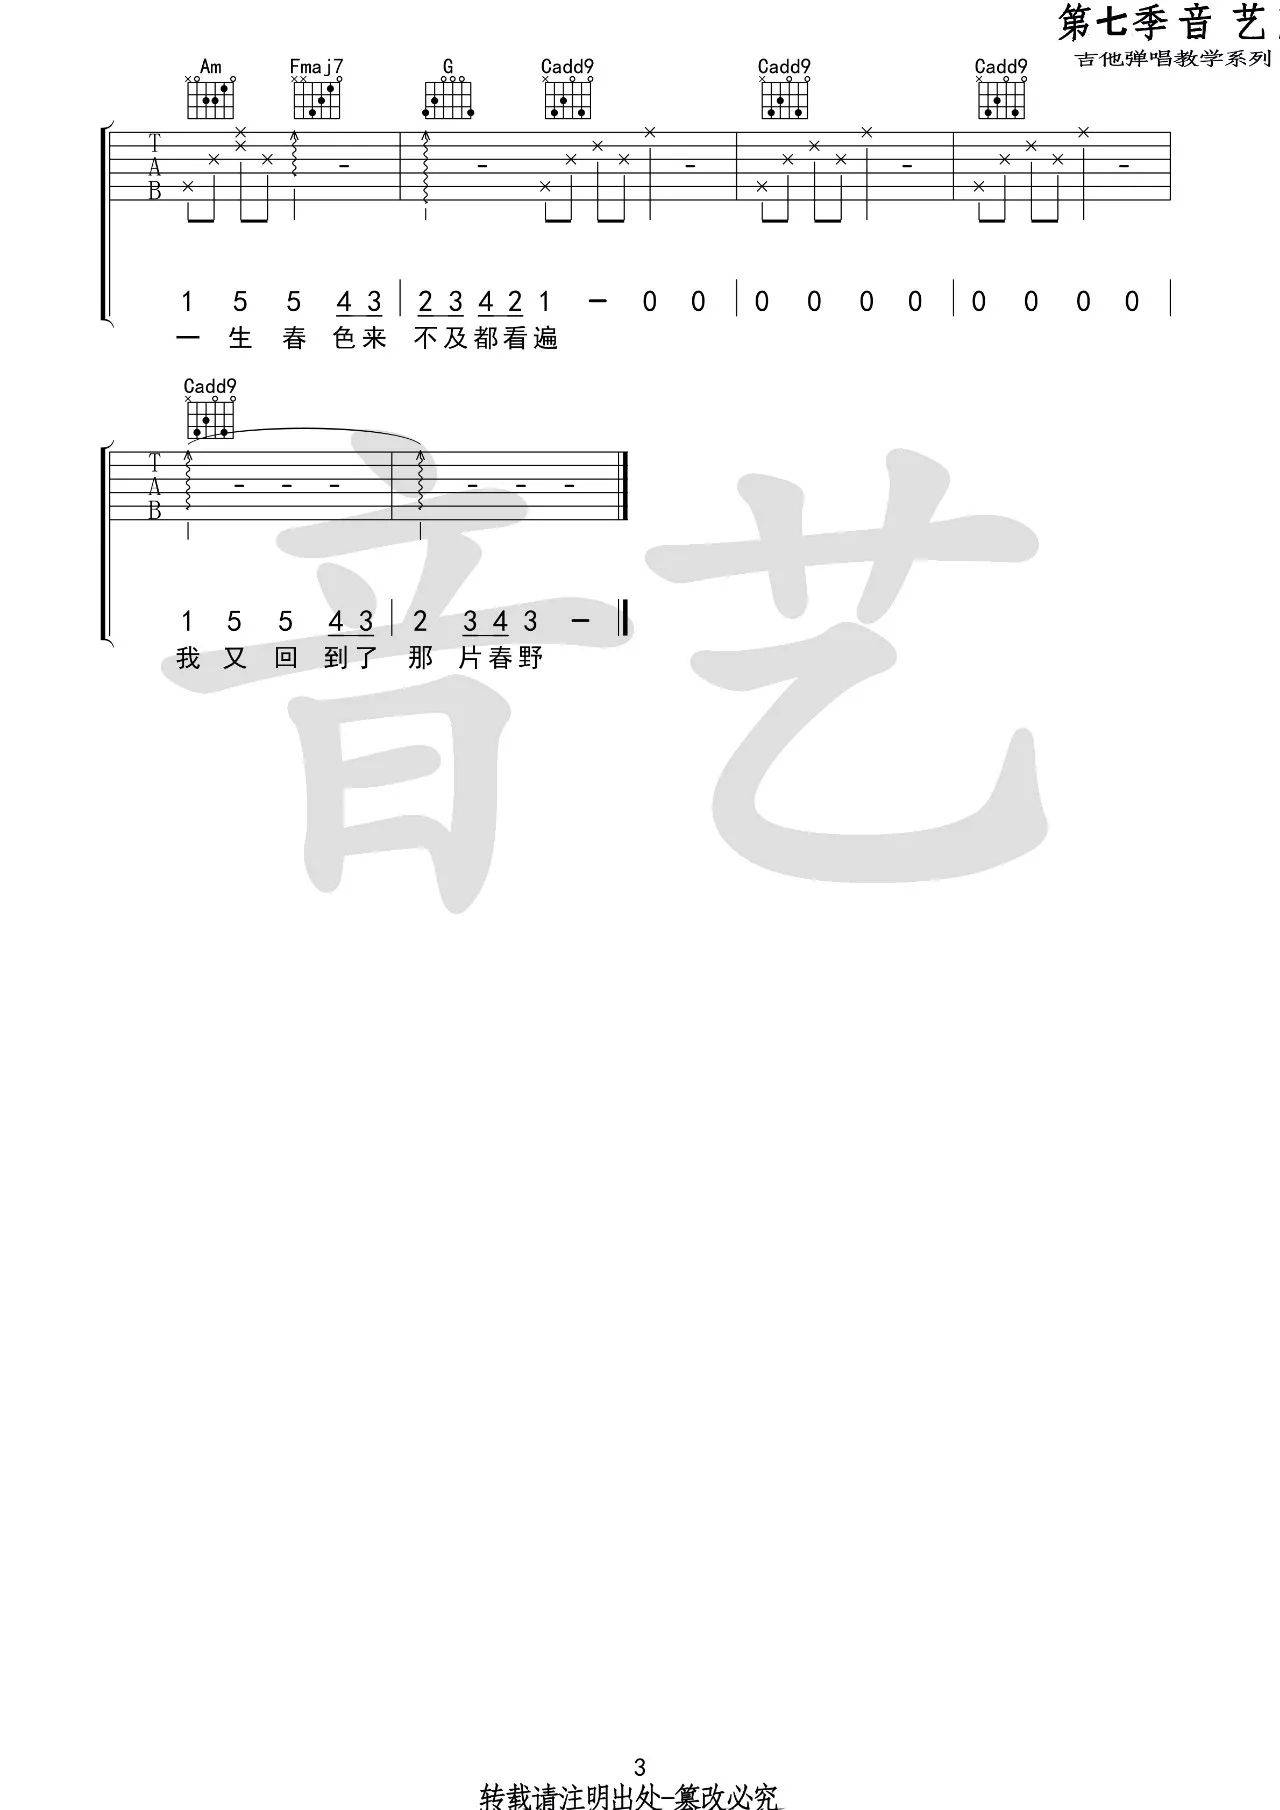 第七季音艺
吉他弹唱教学系列
Am Fmaj7 G Cadd9 Cadd9 Cadd9
T
A
B
1 5 5 4 3 2 3 4 2 1 - 0 0 0 0 0 0 0 0 0 0
一生春色来不及都看遍
Cadd9
T
A
B
1 5 5 4 3 2 3 4 3 -
我又回到了那片春野
音艺
3
转载请注明出处-篡改必究